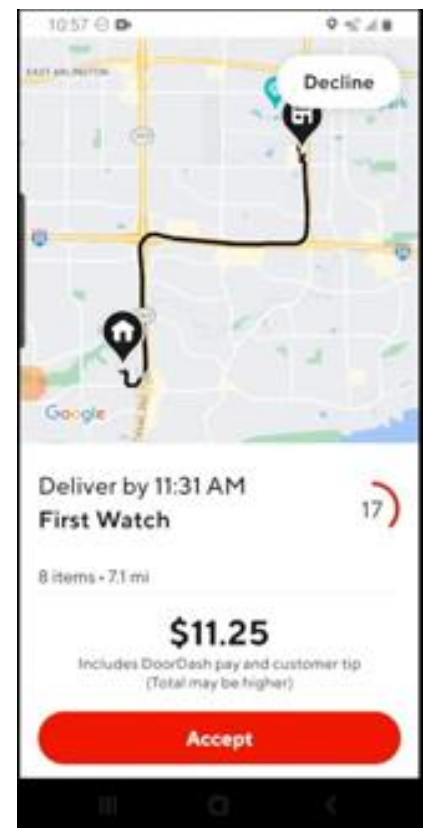 10:57
Decline
EAST ARLINGTON
Google
Deliver by 11:31 AM
First Watch
17
8 items • 7.1 mi
$11.25
Includes DoorDash pay and customer tip
(Total may be higher)
Accept